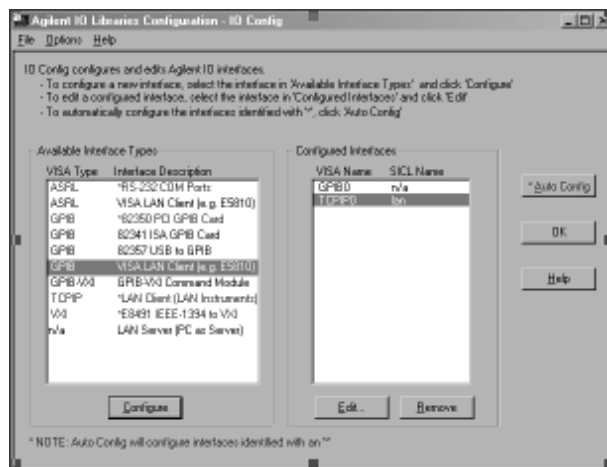 Agilent IO Libraries Configuration - IO Config
File Options Help
IO Config configures and edits Agilent IO interfaces.
- To configure a new interface, select the interface in 'Available Interface Types' and click 'Configure'
- To edit a configured interface, select the interface in 'Configured Interfaces' and click 'Edit'
- To automatically configure the interfaces identified with '*', click 'Auto Config'
Available Interface Types
VISA Type Interface Description
ASRL *RS-232 COM Ports
ASRL VISA LAN Client (e.g. E5810)
GPIB *82350 PCI GPIB Card
GPIB 82341 ISA GPIB Card
GPIB 82357 USB to GPIB
GPIB VISA LAN Client (e.g. E5810)
GPIB-VXI GPIB-VXI Command Module
TCPIP *LAN Client (LAN Instruments)
VXI *E8491 IEEE-1394 to VXI
n/a LAN Server (PC as Server)
Configure
Configured Interfaces
VISA Name SICL Name
GPIB0 n/a
TCPIP0 lan
Edit... Remove
*Auto Config
OK
Help
* NOTE: Auto Config will configure interfaces identified with an '*'